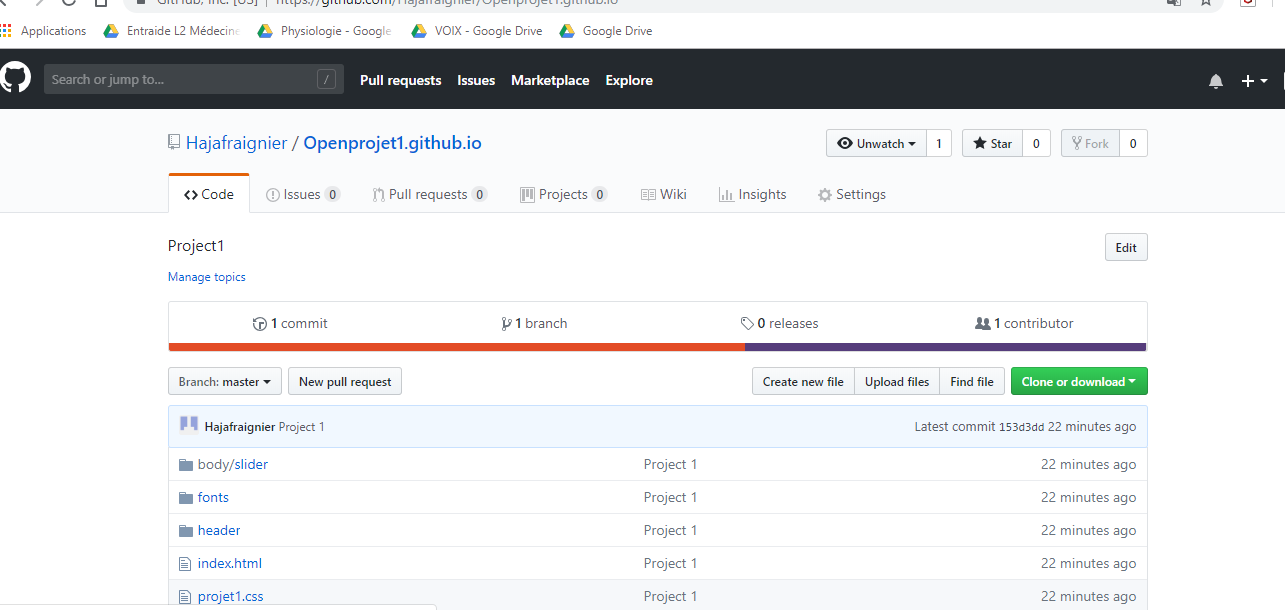 GitHub, Inc. [US] | https://github.com/Hajafraignier/Openprojet1.github.io
Applications Entraide L2 Médecine Physiologie - Google VOIX - Google Drive Google Drive
Search or jump to... / Pull requests Issues Marketplace Explore
Hajafraignier / Openprojet1.github.io Unwatch 1 Star 0 Fork 0
Code Issues 0 Pull requests 0 Projects 0 Wiki Insights Settings
Project1 Edit
Manage topics
1 commit 1 branch 0 releases 1 contributor
Branch: master New pull request Create new file Upload files Find file Clone or download
Hajafraignier Project 1 Latest commit 153d3dd 22 minutes ago
body/slider Project 1 22 minutes ago
fonts Project 1 22 minutes ago
header Project 1 22 minutes ago
index.html Project 1 22 minutes ago
projet1.css Project 1 22 minutes ago